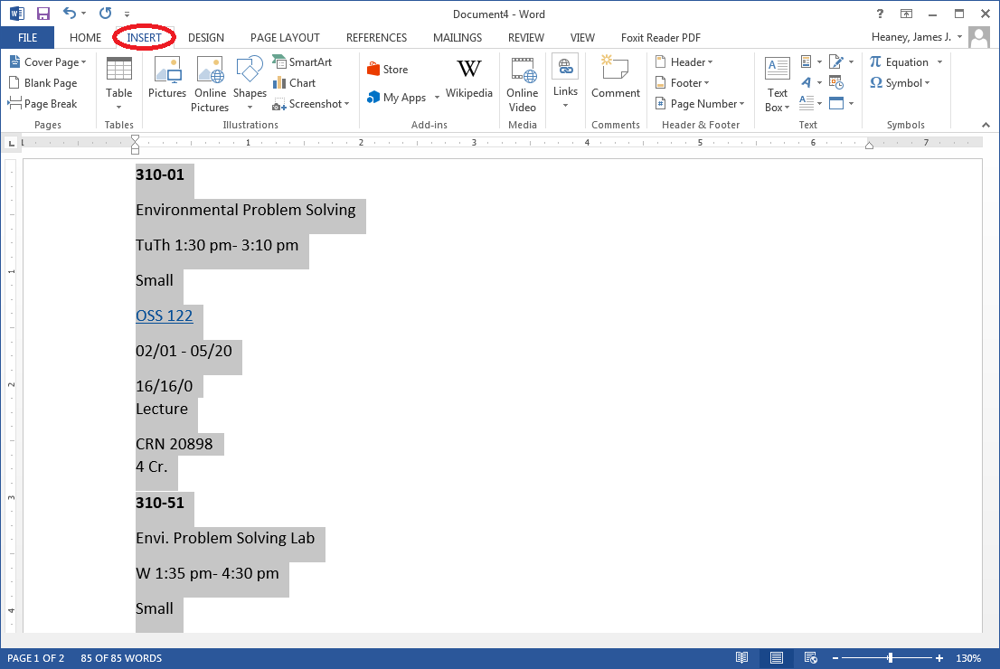 Document4 - Word
?
FILE HOME INSERT DESIGN PAGE LAYOUT REFERENCES MAILINGS REVIEW VIEW Foxit Reader PDF Heaney, James J.
Cover Page
Blank Page
Page Break
Pages
Table
Tables
Pictures
Online Pictures
Shapes
SmartArt
Chart
Screenshot
Illustrations
Store
My Apps
W
Wikipedia
Add-ins
Online Video
Media
Links
Comment
Comments
Header
Footer
Page Number
Header & Footer
Text Box
Text
π Equation
Ω Symbol
Symbols
1 1 2 3 4 5 6 7
1
2
3
4
310-01
Environmental Problem Solving
TuTh 1:30 pm- 3:10 pm
Small
OSS 122
02/01 - 05/20
16/16/0
Lecture
CRN 20898
4 Cr.
310-51
Envi. Problem Solving Lab
W 1:35 pm- 4:30 pm
Small
PAGE 1 OF 2 85 OF 85 WORDS 130%